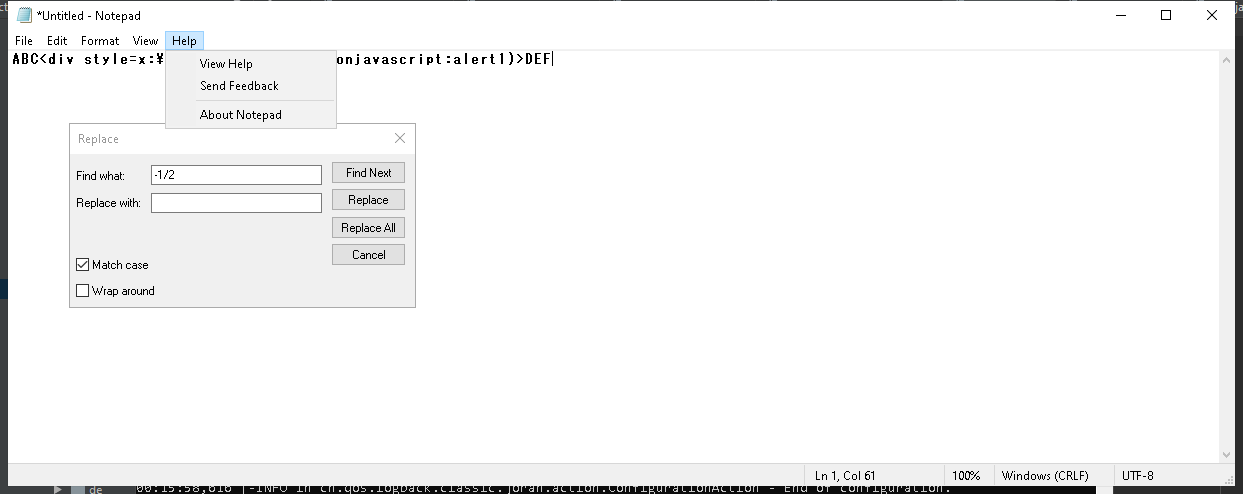 *Untitled - Notepad
File Edit Format View Help
ABC<div style=x:¥ onjavascript:alert1)>DEF
View Help
Send Feedback
About Notepad
Replace
Find what: -1/2 Find Next
Replace with: Replace
Replace All
Cancel
Match case
Wrap around
Ln 1, Col 61 100% Windows (CRLF) UTF-8
de 00:15:58,616 |-INFO in ch.qos.logback.classic.joran.action.ConfigurationAction - End of configuration.